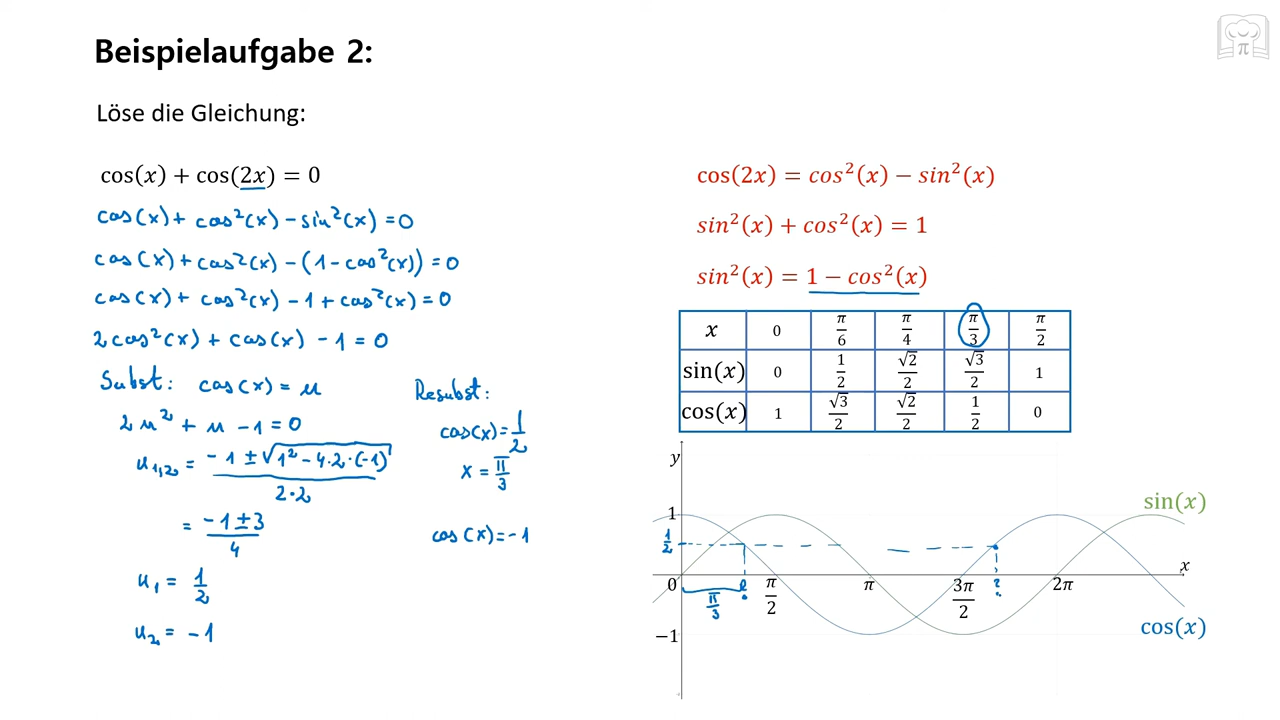 Beispielaufgabe 2:
Löse die Gleichung:
cos(x) + cos(2x) = 0
cos(x) + cos²(x) - sin²(x) = 0
cos(x) + cos²(x) - (1 - cos²(x)) = 0
cos(x) + cos²(x) - 1 + cos²(x) = 0
2cos²(x) + cos(x) - 1 = 0
Subst: cos(x) = u
2u² + u - 1 = 0
u₁,₂ = (-1 ± √(1² - 4·2·(-1))) / (2·2)
= (-1 ± 3) / 4
u₁ = 1/2
u₂ = -1
Resubst:
cos(x) = 1/2
x = π/3
cos(x) = -1
cos(2x) = cos²(x) − sin²(x)
sin²(x) + cos²(x) = 1
sin²(x) = 1 − cos²(x)
x 0 π/6 π/4 π/3 π/2
sin(x) 0 1/2 √2/2 √3/2 1
cos(x) 1 √3/2 √2/2 1/2 0
y
1
1/2
0
−1
π/3
?
π/2
π
3π/2
?
2π
x
sin(x)
cos(x)
π